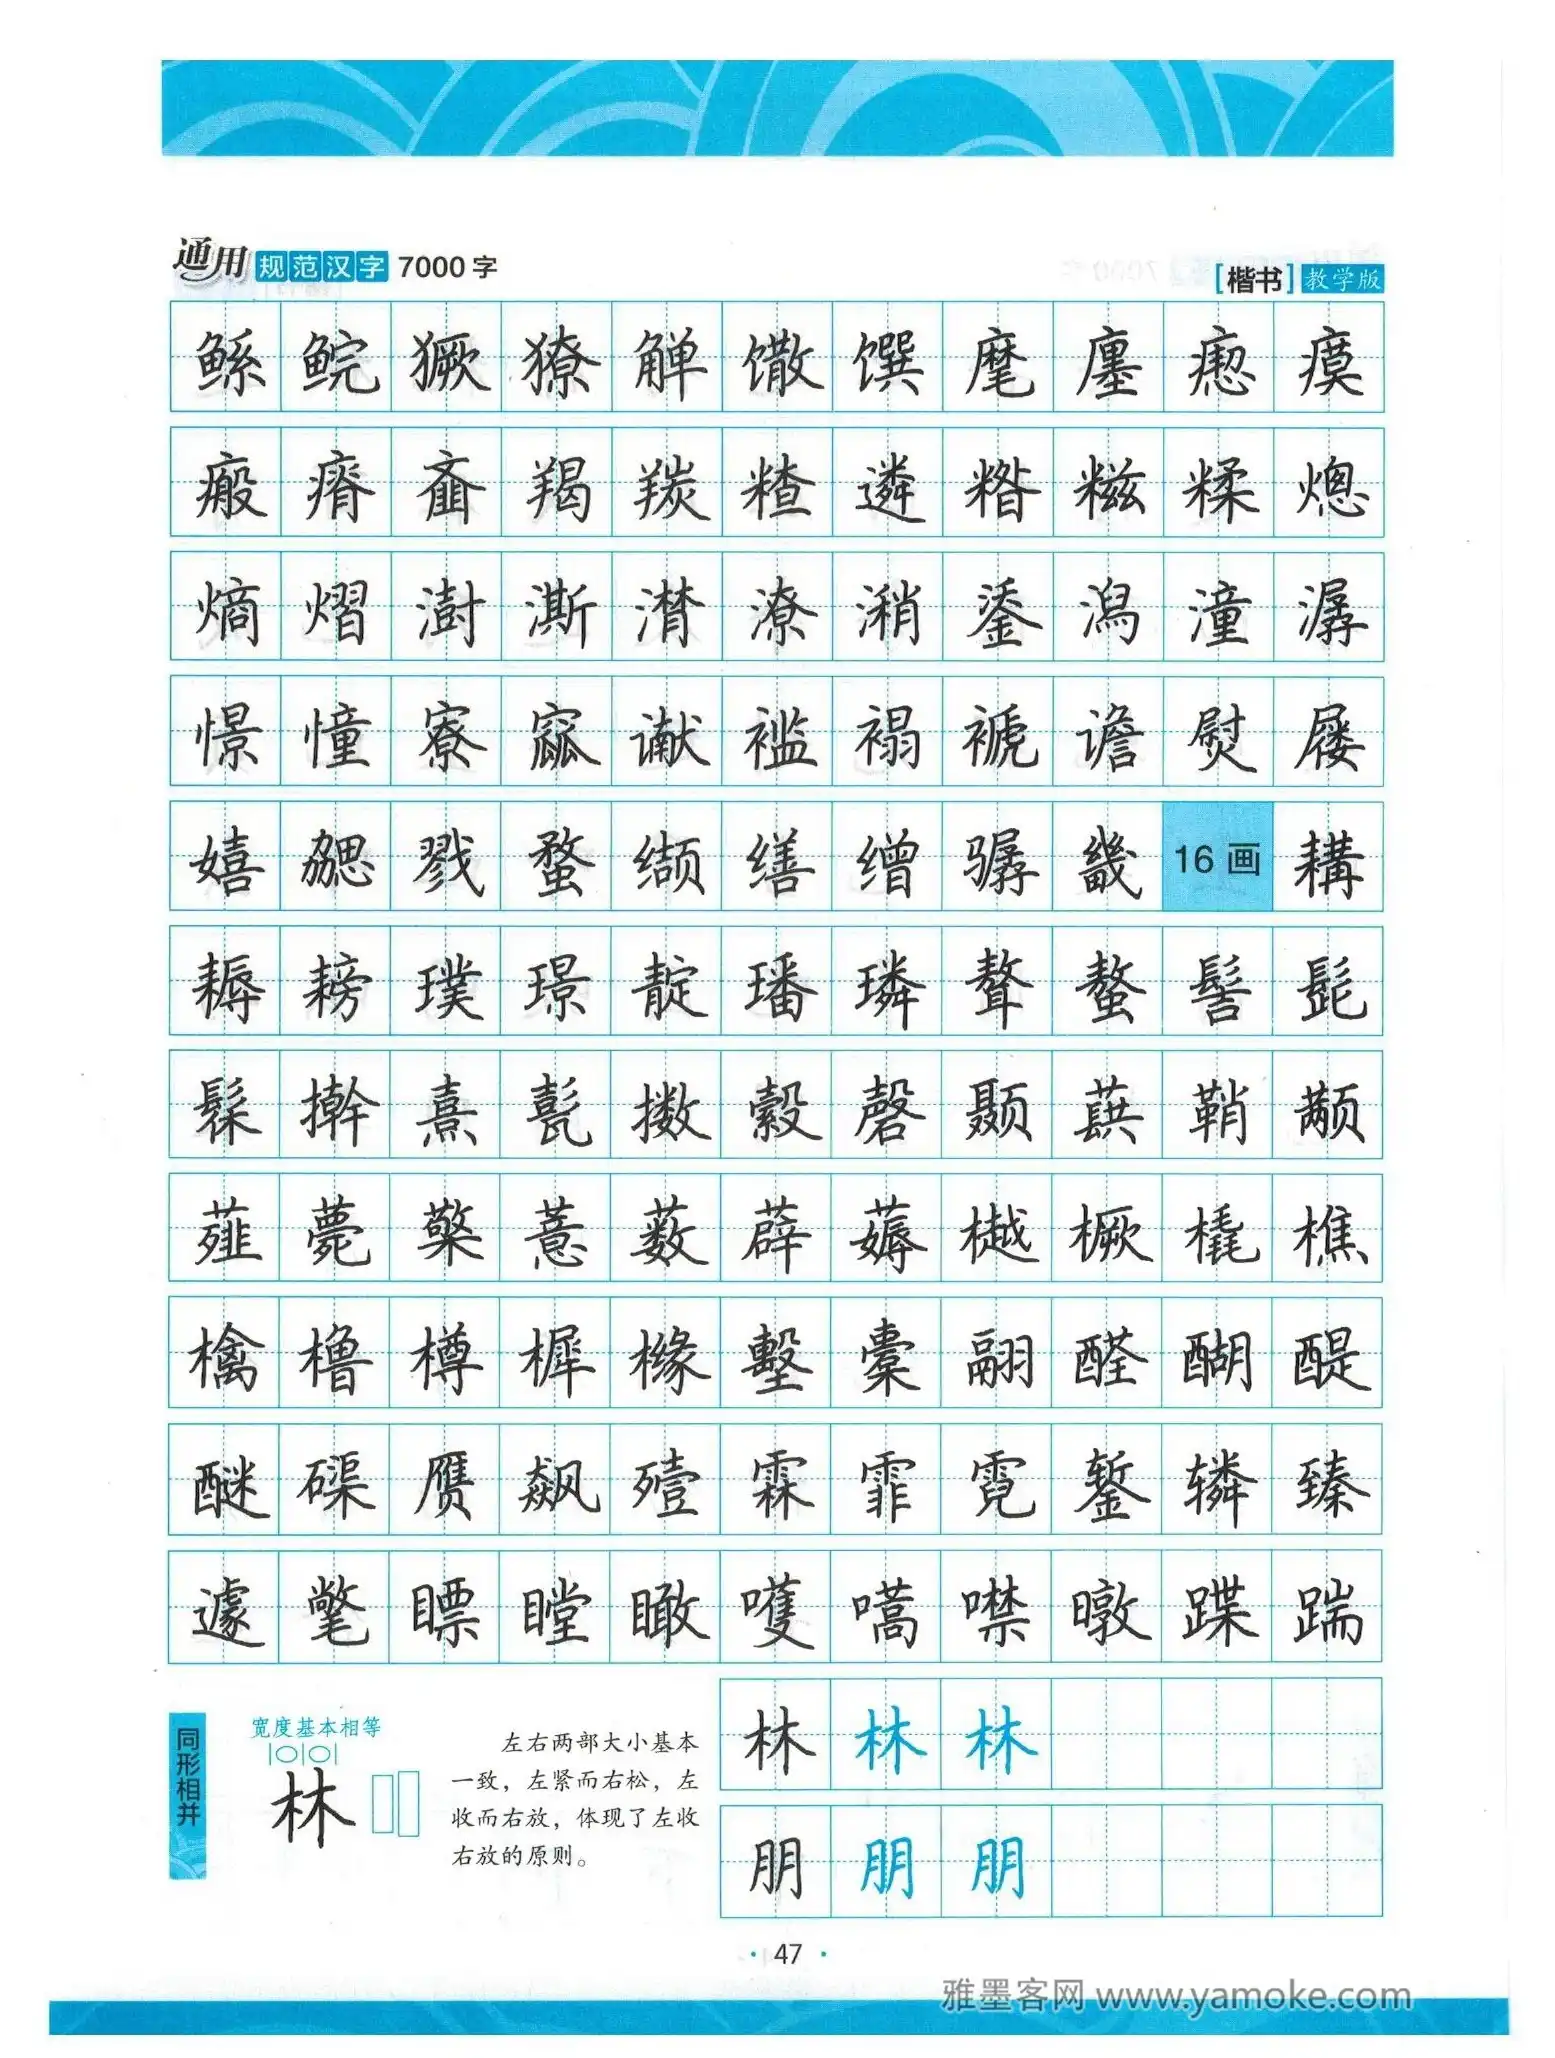 通用规范汉字7000字
[楷书]教学版
鲧鲩獗獠觯馓馔麾廛瘛瘼
瘢瘠齑羯羰糌遴糌糍糅熜
熵熠澍澌潸潦潲鋈潟潼潺
憬憧寮窳谳褴褟褫谵熨屦
嬉勰戮蝥缬缮缯骣畿16画耩
耨耪璞璟靛璠璘聱螯髻髭
髹擀熹甏擞縠磬颞蕻鞘颟
薤薨檠薏薮薜薅樾橛橇樵
檎橹樽樨橼墼橐翮醛醐醍
醚磲赝飙殪霖霏霓錾辚臻
遽氅瞟瞠瞰嚄嚆噤暾蹀踹
同形相并
宽度基本相等
林
左右两部大小基本
一致，左紧而右松，左
收而右放，体现了左收
右放的原则。
林林林
朋朋朋
·47·
雅墨客网 www.yamoke.com